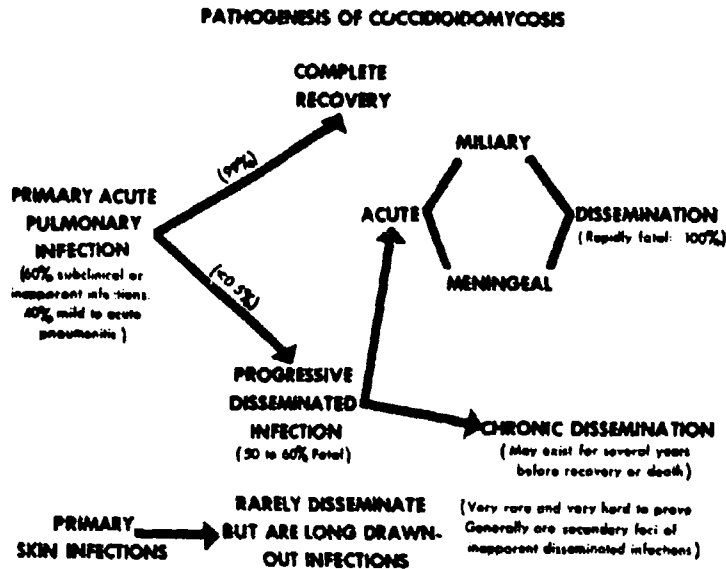 PATHOGENESIS OF COCCIDIOIDOMYCOSIS
COMPLETE
RECOVERY
(99%)
PRIMARY ACUTE
PULMONARY
INFECTION
(60% subclinical or
inapparent infections.
40% mild to acute
pneumonitis)
(<0.5%)
MILIARY
ACUTE
DISSEMINATION
(Rapidly fatal: 100%)
MENINGEAL
PROGRESSIVE
DISSEMINATED
INFECTION
(50 to 60% Fatal)
CHRONIC DISSEMINATION
(May exist for several years
before recovery or death)
PRIMARY
SKIN INFECTIONS
RARELY DISSEMINATE
BUT ARE LONG DRAWN-
OUT INFECTIONS
(Very rare and very hard to prove
Generally are secondary foci of
inapparent disseminated infections)